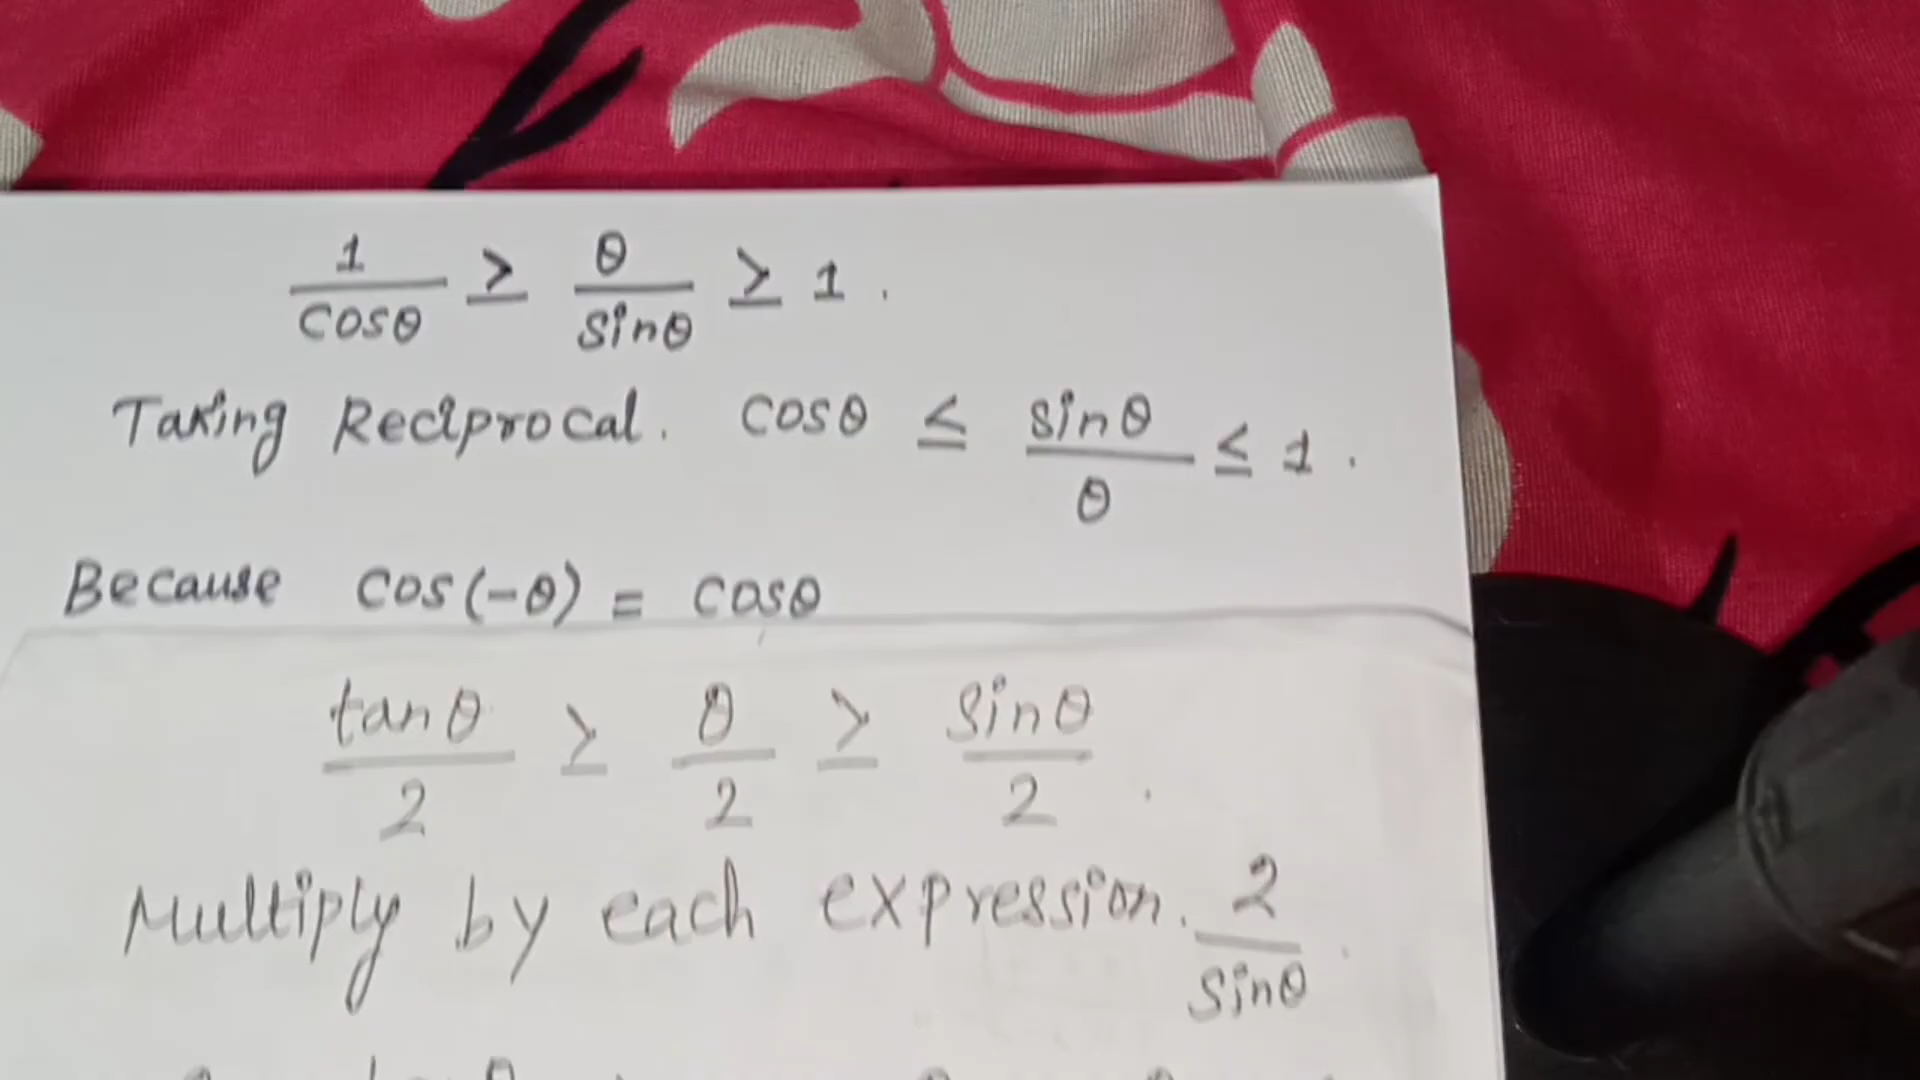 1/cosθ ≥ θ/sinθ ≥ 1.
Taking Reciprocal. cosθ ≤ sinθ/θ ≤ 1.
Because cos(-θ) = cosθ
tanθ/2 ≥ θ/2 ≥ sinθ/2.
Multiply by each expression. 2/sinθ.